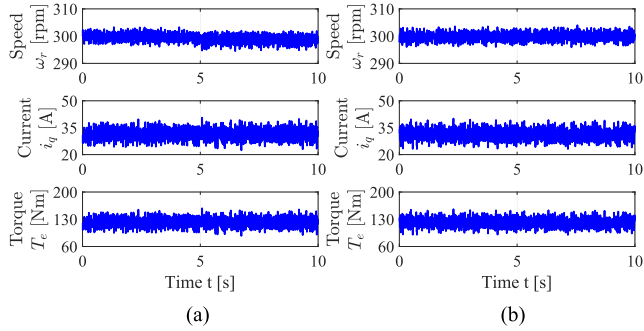 Speed ω_r [rpm]
310
300
290
0 5 10
Current i_q [A]
50
35
20
0 5 10
Torque T_e [Nm]
200
130
60
0 5 10
Time t [s]
(a)
Speed ω_r [rpm]
310
300
290
0 5 10
Current i_q [A]
50
35
20
0 5 10
Torque T_e [Nm]
200
130
60
0 5 10
Time t [s]
(b)